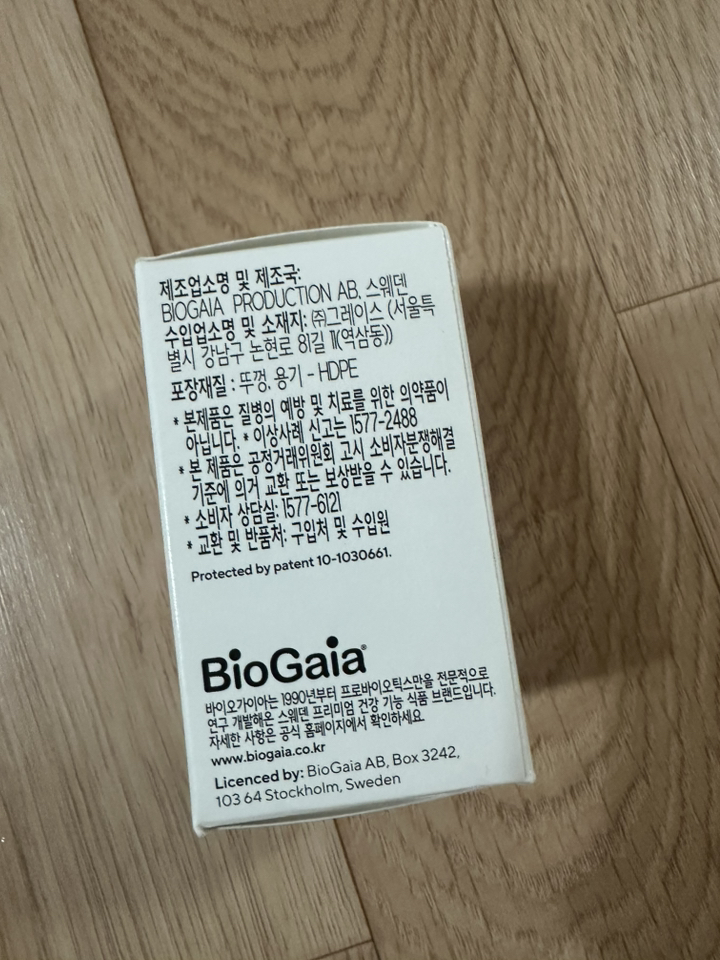 제조업소명 및 제조국:
BIOGAIA PRODUCTION AB, 스웨덴
수입업소명 및 소재지: ㈜그레이스 (서울특
별시 강남구 논현로 81길 11(역삼동))
포장재질 : 뚜껑, 용기 - HDPE
* 본제품은 질병의 예방 및 치료를 위한 의약품이
아닙니다. * 이상사례 신고는 1577-2488
* 본 제품은 공정거래위원회 고시 소비자분쟁해결
기준에 의거 교환 또는 보상받을 수 있습니다.
* 소비자 상담실: 1577-6121
* 교환 및 반품처: 구입처 및 수입원
Protected by patent 10-1030661.
BioGaia®
바이오가이아는 1990년부터 프로바이오틱스만을 전문적으로
연구 개발해온 스웨덴 프리미엄 건강 기능 식품 브랜드입니다.
자세한 사항은 공식 홈페이지에서 확인하세요.
www.biogaia.co.kr
Licenced by: BioGaia AB, Box 3242,
103 64 Stockholm, Sweden